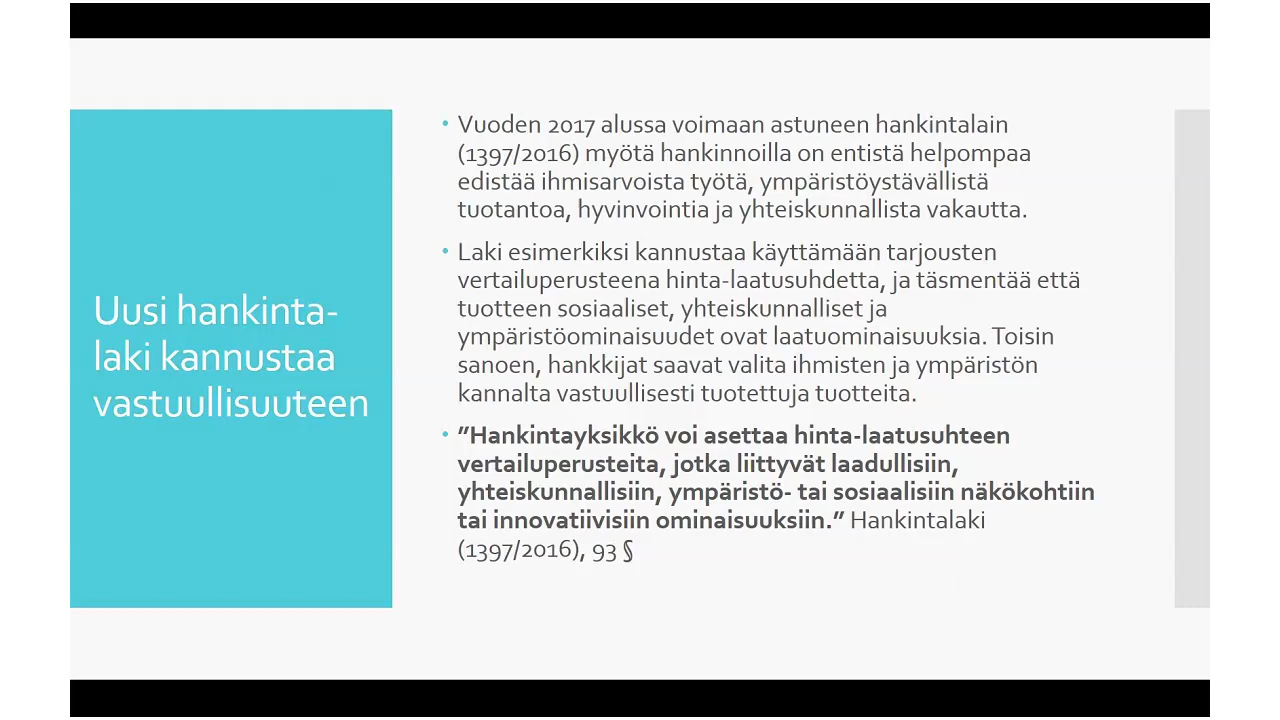 Uusi hankinta-
laki kannustaa
vastuullisuuteen
• Vuoden 2017 alussa voimaan astuneen hankintalain
(1397/2016) myötä hankinnoilla on entistä helpompaa
edistää ihmisarvoista työtä, ympäristöystävällistä
tuotantoa, hyvinvointia ja yhteiskunnallista vakautta.
• Laki esimerkiksi kannustaa käyttämään tarjousten
vertailuperusteena hinta-laatusuhdetta, ja täsmentää että
tuotteen sosiaaliset, yhteiskunnalliset ja
ympäristöominaisuudet ovat laatuominaisuuksia. Toisin
sanoen, hankkijat saavat valita ihmisten ja ympäristön
kannalta vastuullisesti tuotettuja tuotteita.
• ”Hankintayksikkö voi asettaa hinta-laatusuhteen
vertailuperusteita, jotka liittyvät laadullisiin,
yhteiskunnallisiin, ympäristö- tai sosiaalisiin näkökohtiin
tai innovatiivisiin ominaisuuksiin.” Hankintalaki
(1397/2016), 93 §